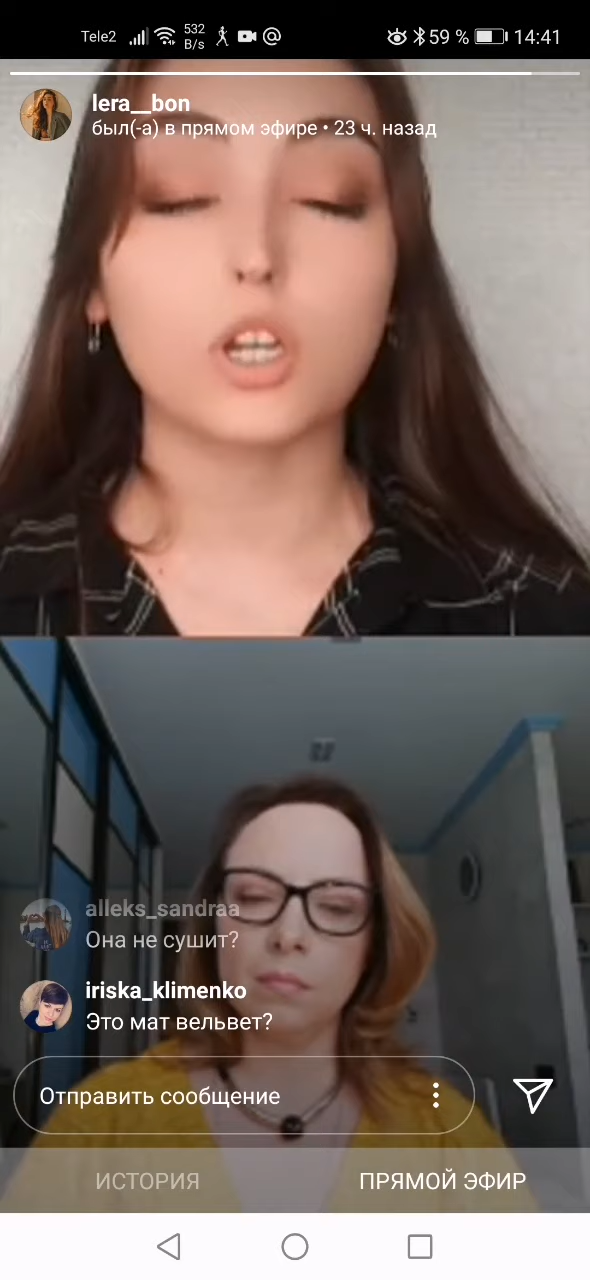 Tele2 532 B/s 59 % 14:41
lera__bon
был(-а) в прямом эфире • 23 ч. назад
alleks_sandraa
Она не сушит?
iriska_klimenko
Это мат вельвет?
Отправить сообщение
ИСТОРИЯ ПРЯМОЙ ЭФИР